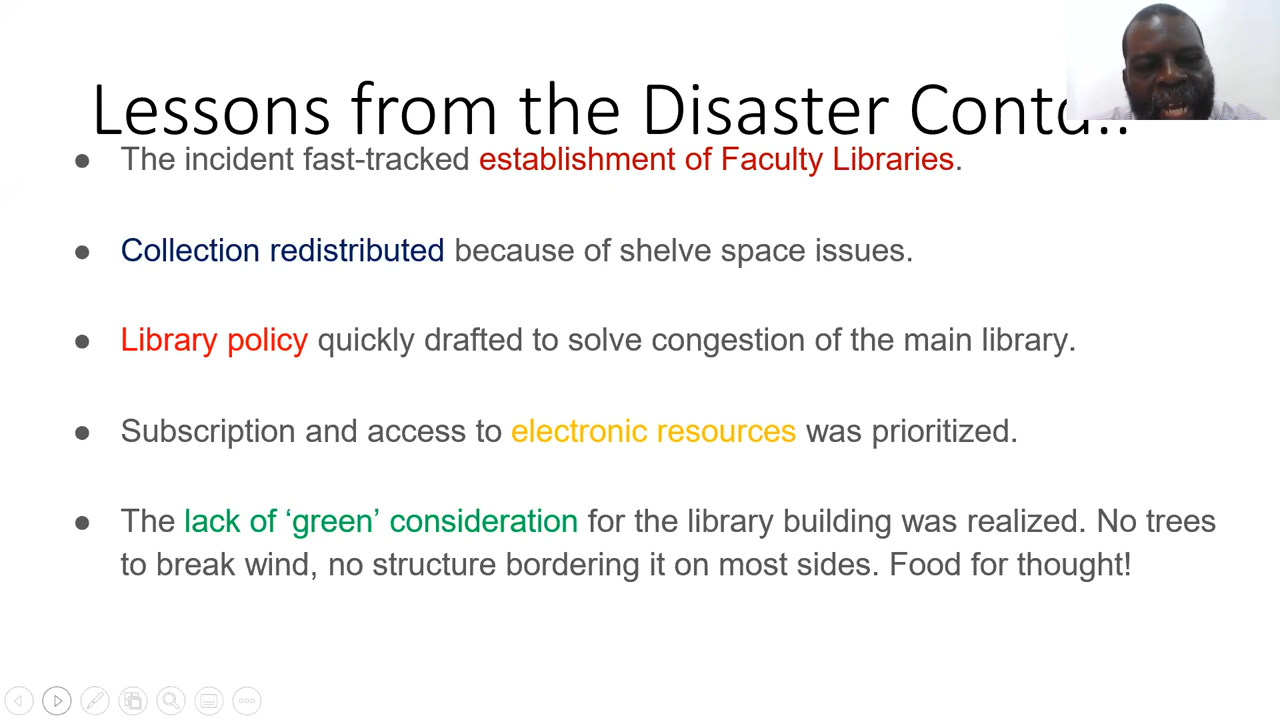 Lessons from the Disaster Contd..
● The incident fast-tracked establishment of Faculty Libraries.
● Collection redistributed because of shelve space issues.
● Library policy quickly drafted to solve congestion of the main library.
● Subscription and access to electronic resources was prioritized.
● The lack of ‘green’ consideration for the library building was realized. No trees
to break wind, no structure bordering it on most sides. Food for thought!